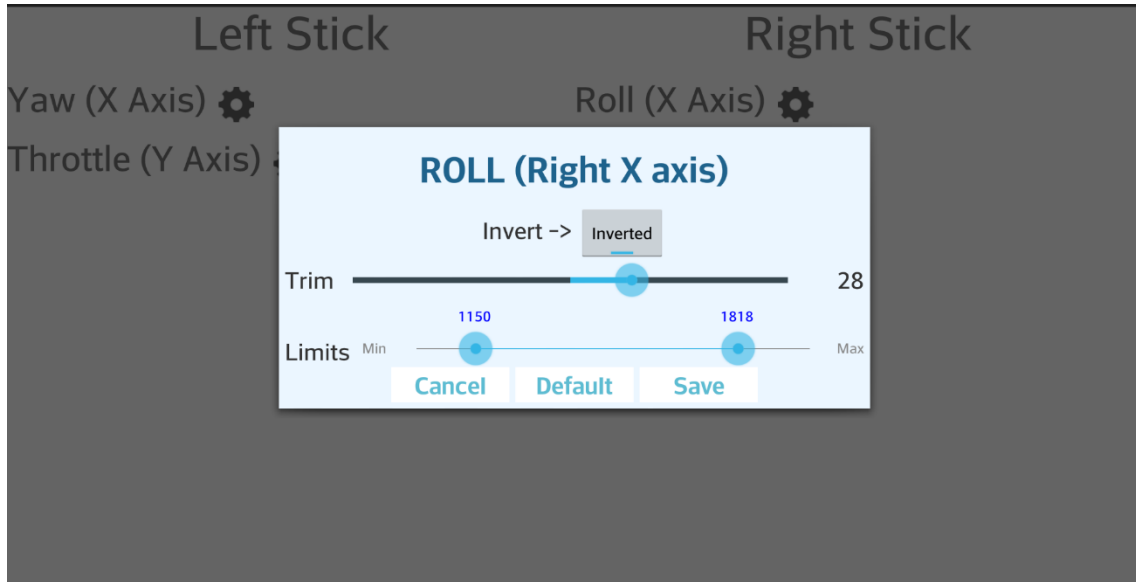 Left Stick
Right Stick
Yaw (X Axis)
Roll (X Axis)
Throttle (Y Axis)
ROLL (Right X axis)
Invert -> Inverted
Trim 28
1150 1818
Limits Min Max
Cancel Default Save